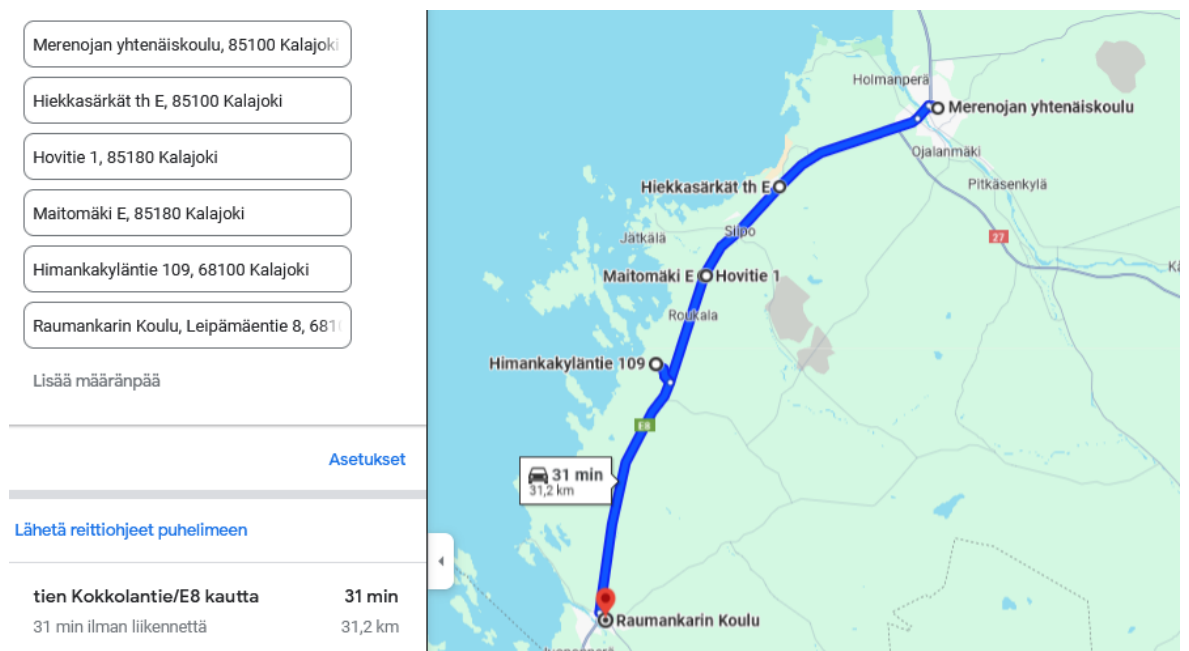 Merenojan yhtenäiskoulu, 85100 Kalajoki
Hiekkasärkät th E, 85100 Kalajoki
Hovitie 1, 85180 Kalajoki
Maitomäki E, 85180 Kalajoki
Himankakyläntie 109, 68100 Kalajoki
Raumankarin Koulu, Leipämäentie 8, 681
Lisää määränpää
Asetukset
Lähetä reittiohjeet puhelimeen
tien Kokkolantie/E8 kautta 31 min
31 min ilman liikennettä 31,2 km
Holmanperä
Merenojan yhtenäiskoulu
Ojalanmäki
Pitkäsenkylä
Hiekkasärkät th E
Siipo
Jätkälä
27
Maitomäki E Hovitie 1
Roukala
Himankakyläntie 109
E8
31 min
31,2 km
Raumankarin Koulu